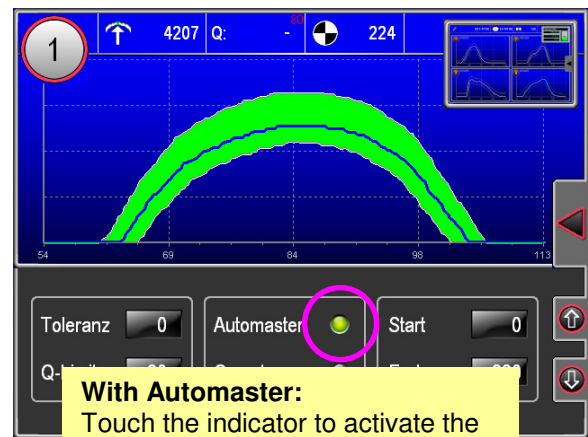 1
4207 Q: - 80 224
54 69 84 98 113
Toleranz 0 Automaster Start 0
With Automaster:
Touch the indicator to activate the